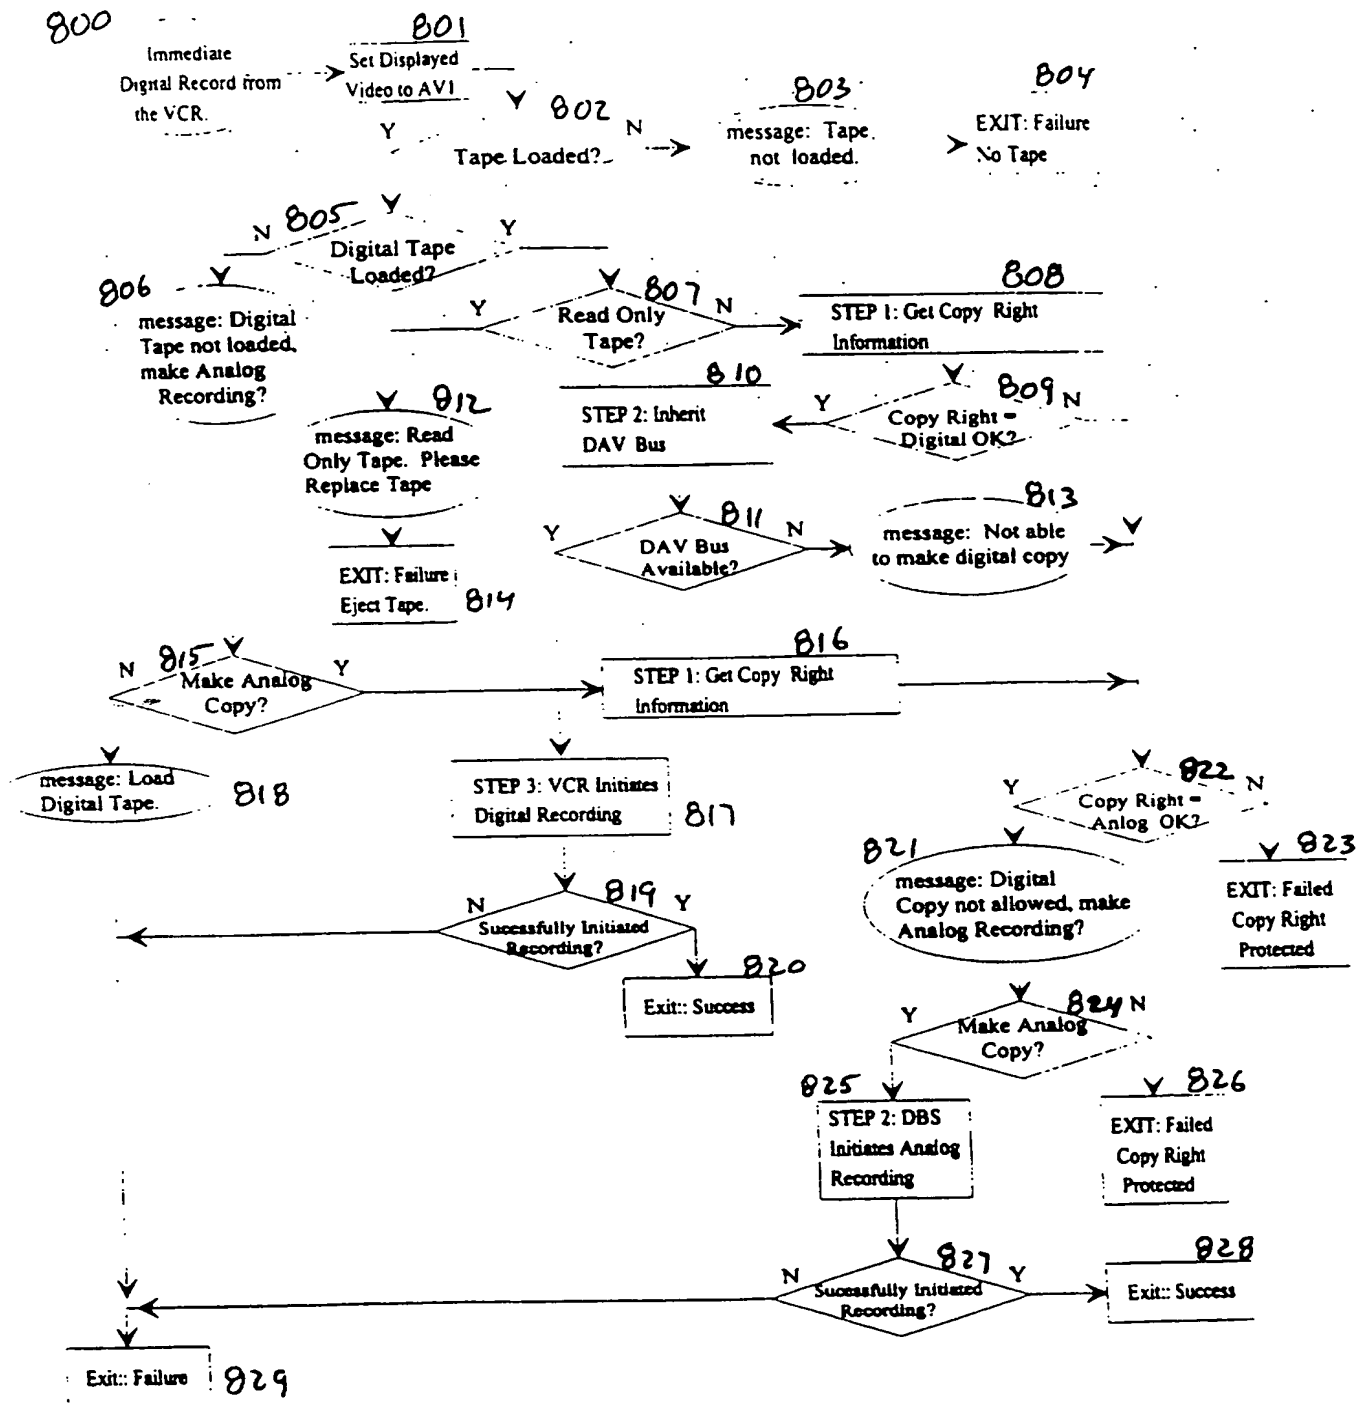 800
801
Immediate
Digital Record from
the VCR.
Set Displayed
Video to AV1
802
Y
N
Tape Loaded?
803
message: Tape
not loaded.
804
EXIT: Failure
No Tape
805
N
Y
Digital Tape
Loaded?
806
message: Digital
Tape not loaded,
make Analog
Recording?
807
Y
N
Read Only
Tape?
808
STEP 1: Get Copy Right
Information
809
Y
N
Copy Right =
Digital OK?
810
STEP 2: Inherit
DAV Bus
812
message: Read
Only Tape. Please
Replace Tape
811
Y
N
DAV Bus
Available?
813
message: Not able
to make digital copy
EXIT: Failure
Eject Tape.
814
815
N
Y
Make Analog
Copy?
816
STEP 1: Get Copy Right
Information
message: Load
Digital Tape.
818
STEP 3: VCR Initiates
Digital Recording
817
822
Y
N
Copy Right =
Anlog OK?
821
message: Digital
Copy not allowed, make
Analog Recording?
823
EXIT: Failed
Copy Right
Protected
819
N
Y
Sucessfully Initiated
Recording?
820
Exit:: Success
824
Y
N
Make Analog
Copy?
825
STEP 2: DBS
Initiates Analog
Recording
826
EXIT: Failed
Copy Right
Protected
827
N
Y
Sucessfully Initiated
Recording?
828
Exit:: Success
Exit:: Failure
829